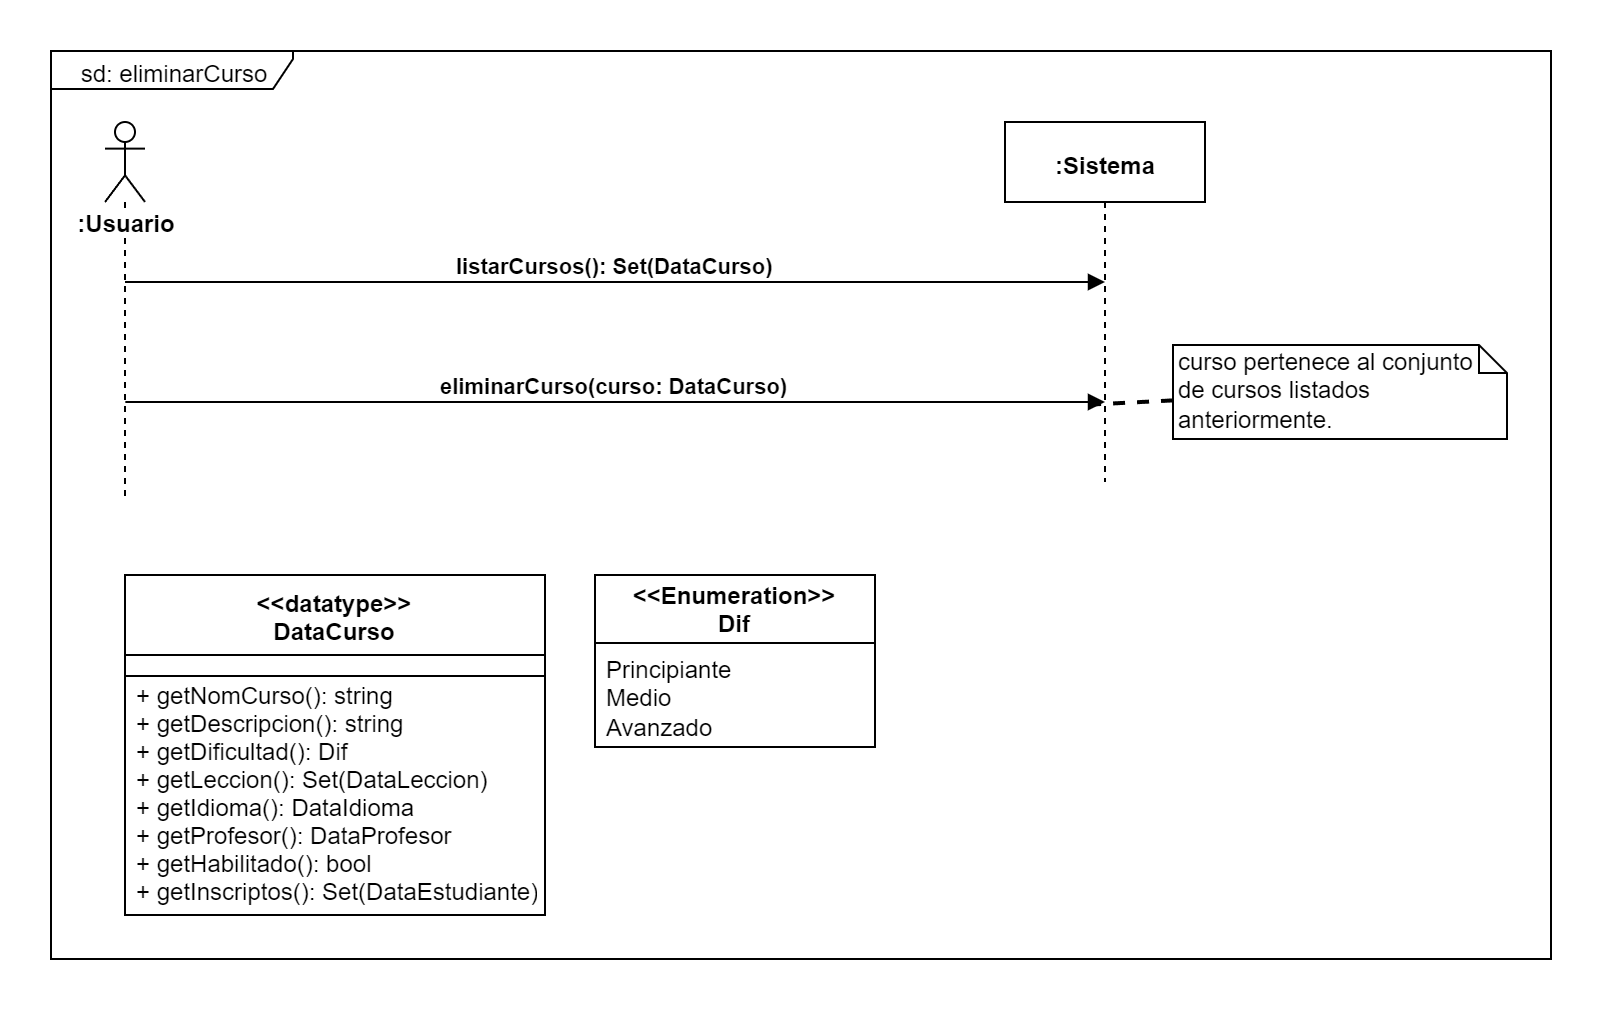 sd: eliminarCurso
:Usuario
:Sistema
listarCursos(): Set(DataCurso)
eliminarCurso(curso: DataCurso)
curso pertenece al conjunto
de cursos listados
anteriormente.
<<datatype>>
DataCurso
+ getNomCurso(): string
+ getDescripcion(): string
+ getDificultad(): Dif
+ getLeccion(): Set(DataLeccion)
+ getIdioma(): DataIdioma
+ getProfesor(): DataProfesor
+ getHabilitado(): bool
+ getInscriptos(): Set(DataEstudiante)
<<Enumeration>>
Dif
Principiante
Medio
Avanzado